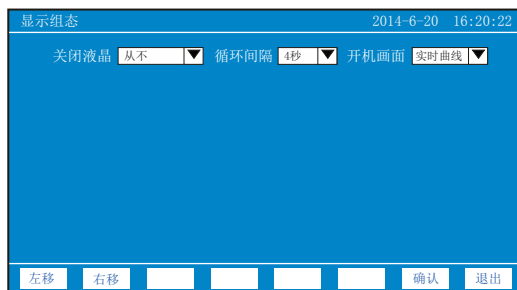 显示组态 2014-6-20 16:20:22
关闭液晶 从不 循环间隔 4秒 开机画面 实时曲线
左移 右移 确认 退出